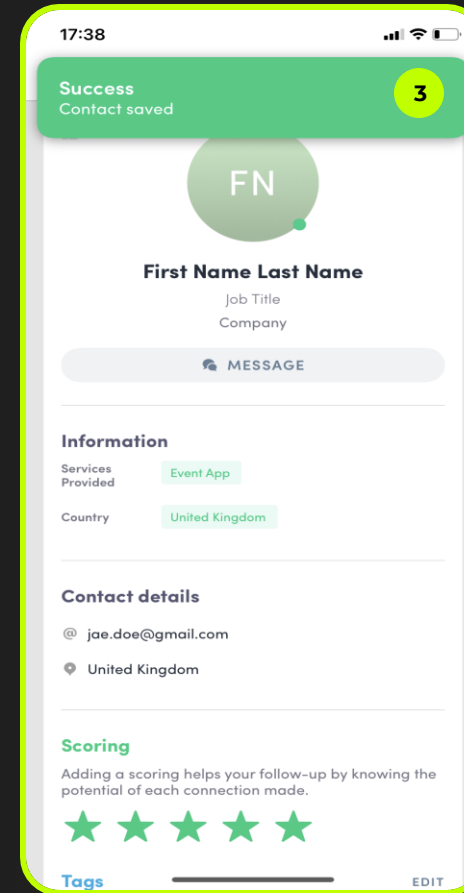 17:38
Success
Contact saved
3
FN
First Name Last Name
Job Title
Company
MESSAGE
Information
Services
Provided
Event App
Country
United Kingdom
Contact details
@ jae.doe@gmail.com
United Kingdom
Scoring
Adding a scoring helps your follow-up by knowing the
potential of each connection made.
Tags
EDIT